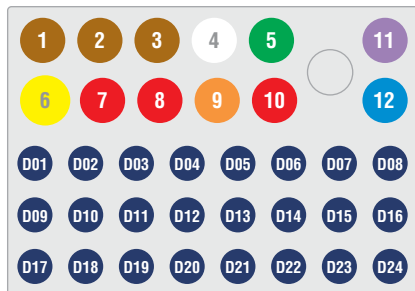 1 2 3 4 5 11
6 7 8 9 10 12
D01 D02 D03 D04 D05 D06 D07 D08
D09 D10 D11 D12 D13 D14 D15 D16
D17 D18 D19 D20 D21 D22 D23 D24